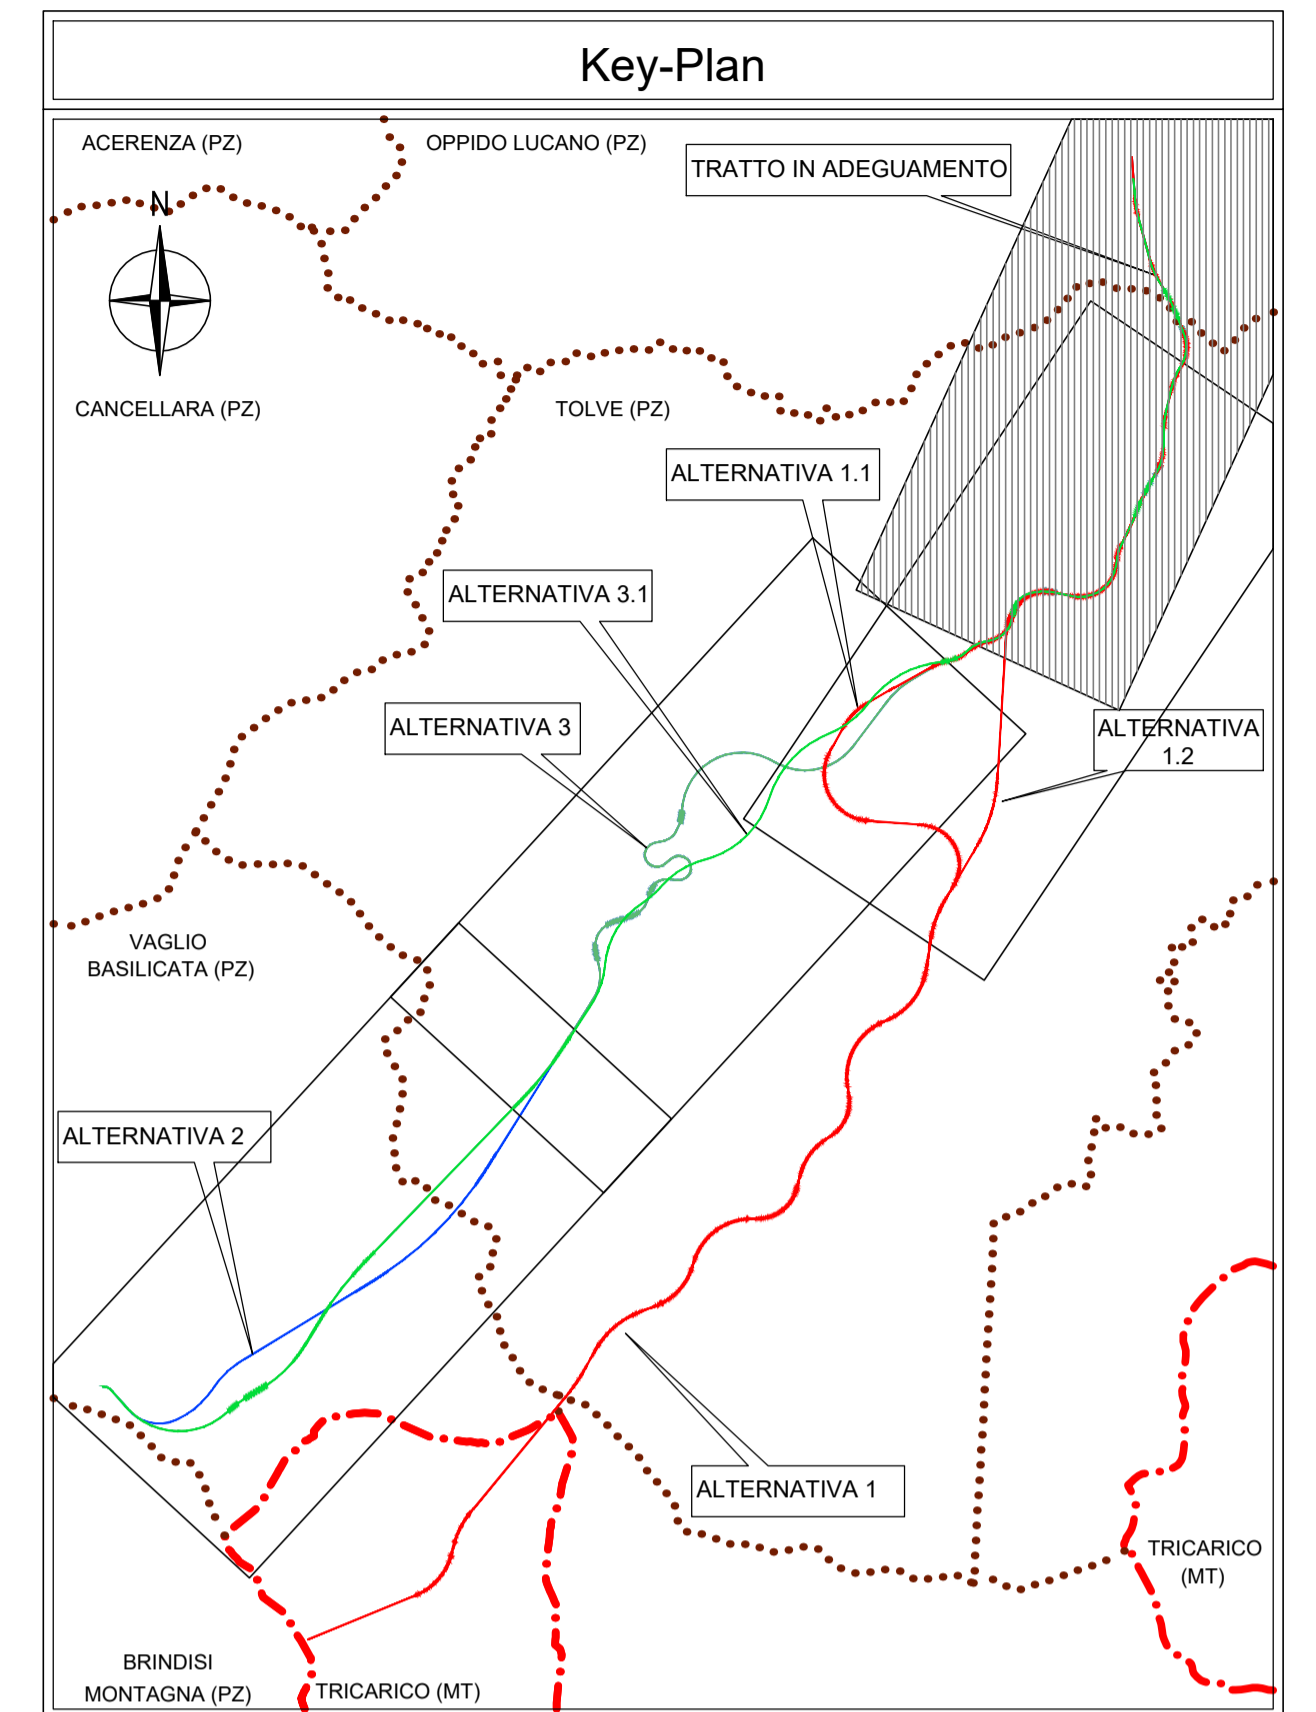 Key-Plan
ACERENZA (PZ)
OPPIDO LUCANO (PZ)
TRATTO IN ADEGUAMENTO
N
CANCELLARA (PZ)
TOLVE (PZ)
ALTERNATIVA 1.1
ALTERNATIVA 3.1
ALTERNATIVA 3
ALTERNATIVA
1.2
VAGLIO
BASILICATA (PZ)
ALTERNATIVA 2
ALTERNATIVA 1
TRICARICO
(MT)
BRINDISI
MONTAGNA (PZ)
TRICARICO (MT)